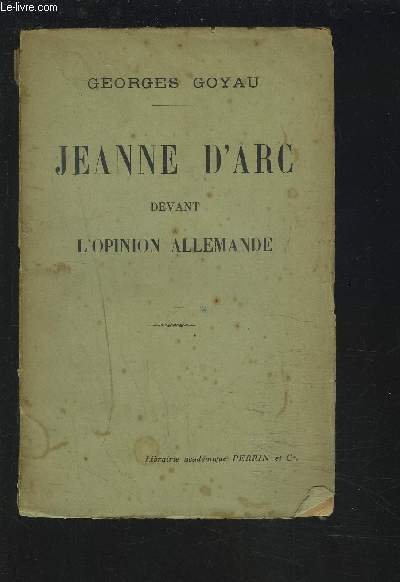 Le-livre.com
GEORGES GOYAU
JEANNE D'ARC
DEVANT
L'OPINION ALLEMANDE
Librairie académique PERRIN et Cie.